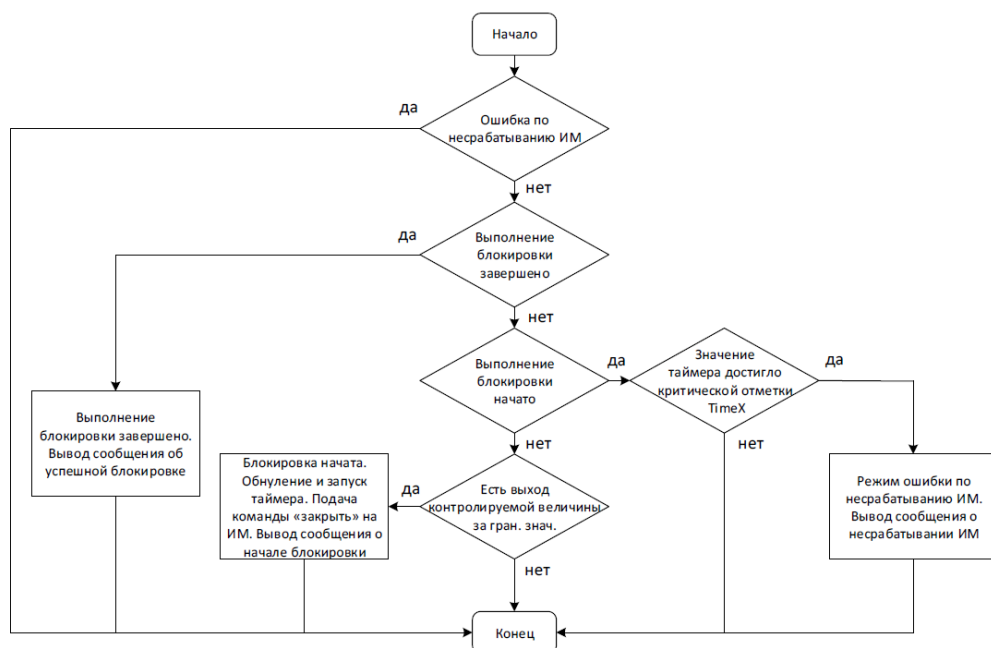 Начало
да
Ошибка по
несрабатыванию ИМ
нет
да
Выполнение
блокировки
завершено
нет
Выполнение
блокировки
начато
да
Значение
таймера достигло
критической отметки
TimeX
да
нет
нет
Выполнение
блокировки завершено.
Вывод сообщения об
успешной блокировке
Блокировка начата.
Обнуление и запуск
таймера. Подача
команды «закрыть» на
ИМ. Вывод сообщения о
начале блокировки
да
Есть выход
контролируемой величины
за гран. знач.
Режим ошибки по
несрабатыванию ИМ.
Вывод сообщения о
несрабатывании ИМ
нет
Конец